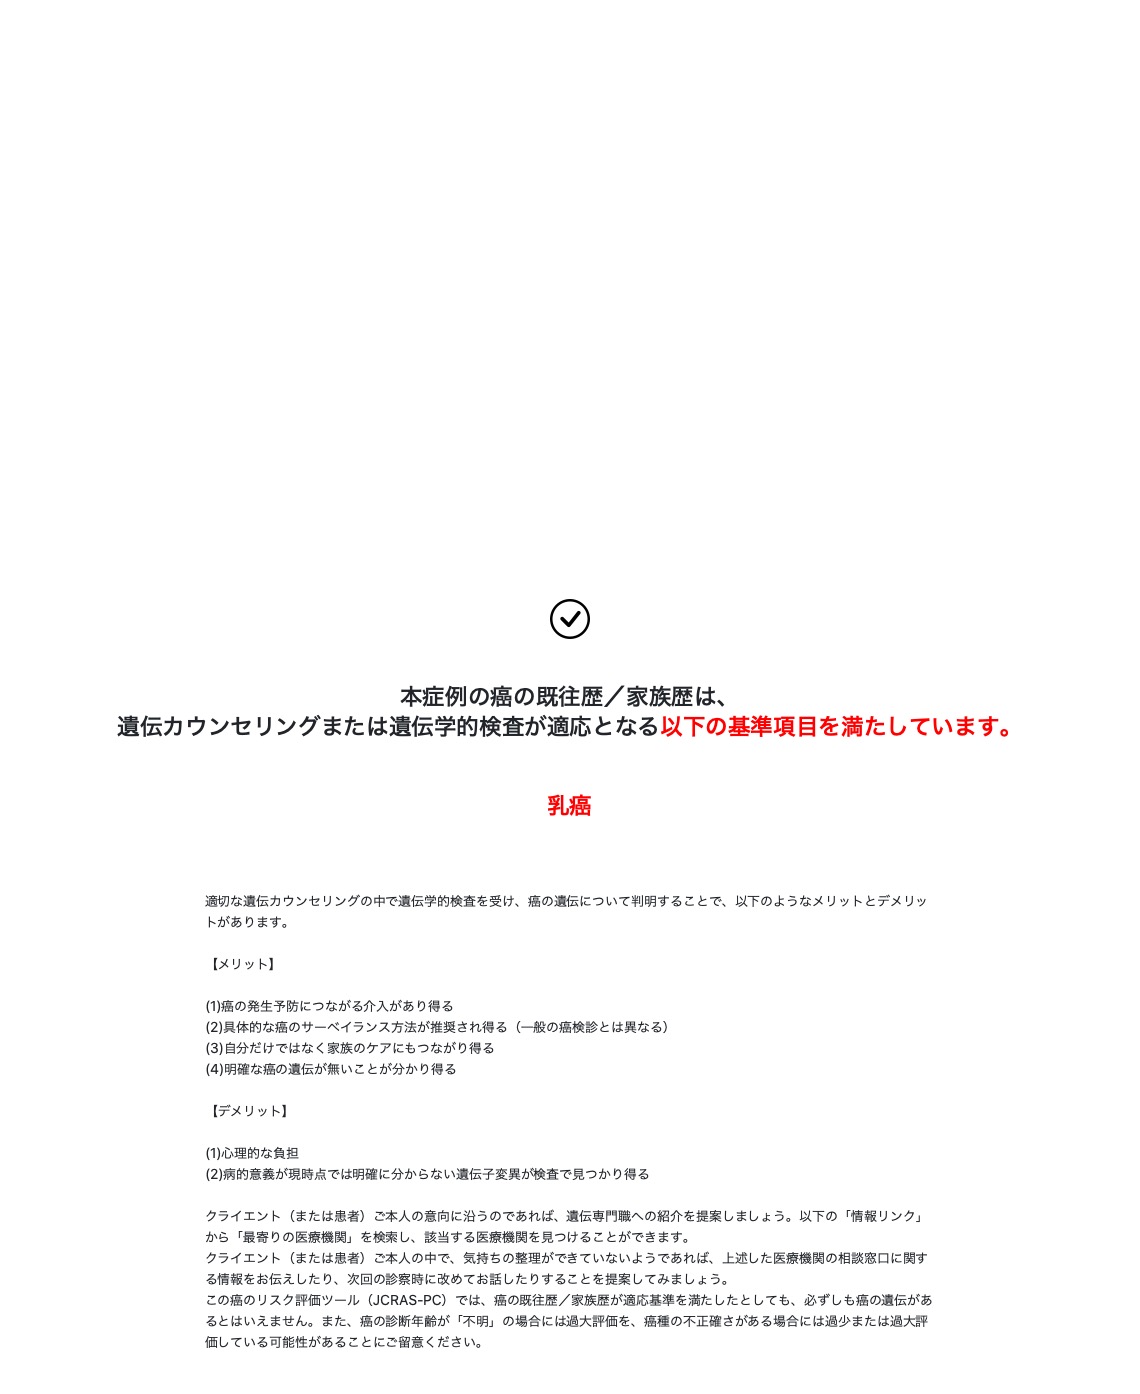 本症例の癌の既往歴／家族歴は、
遺伝カウンセリングまたは遺伝学的検査が適応となる以下の基準項目を満たしています。
乳癌
適切な遺伝カウンセリングの中で遺伝学的検査を受け、癌の遺伝について判明することで、以下のようなメリットとデメリッ
トがあります。
【メリット】
(1)癌の発生予防につながる介入があり得る
(2)具体的な癌のサーベイランス方法が推奨され得る（一般の癌検診とは異なる）
(3)自分だけではなく家族のケアにもつながり得る
(4)明確な癌の遺伝が無いことが分かり得る
【デメリット】
(1)心理的な負担
(2)病的意義が現時点では明確に分からない遺伝子変異が検査で見つかり得る
クライエント（または患者）ご本人の意向に沿うのであれば、遺伝専門職への紹介を提案しましょう。以下の「情報リンク」
から「最寄りの医療機関」を検索し、該当する医療機関を見つけることができます。
クライエント（または患者）ご本人の中で、気持ちの整理ができていないようであれば、上述した医療機関の相談窓口に関す
る情報をお伝えしたり、次回の診察時に改めてお話したりすることを提案してみましょう。
この癌のリスク評価ツール（JCRAS-PC）では、癌の既往歴／家族歴が適応基準を満たしたとしても、必ずしも癌の遺伝があ
るとはいえません。また、癌の診断年齢が「不明」の場合には過大評価を、癌種の不正確さがある場合には過少または過大評
価している可能性があることにご留意ください。